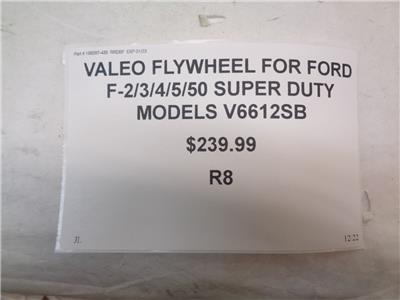 VALEO FLYWHEEL FOR FORD
F-2/3/4/5/50 SUPER DUTY
MODELS V6612SB
$239.99
R8
JL
12/22